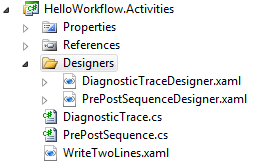 HelloWorkflow.Activities
Properties
References
Designers
DiagnosticTraceDesigner.xaml
PrePostSequenceDesigner.xaml
DiagnosticTrace.cs
PrePostSequence.cs
WriteTwoLines.xaml